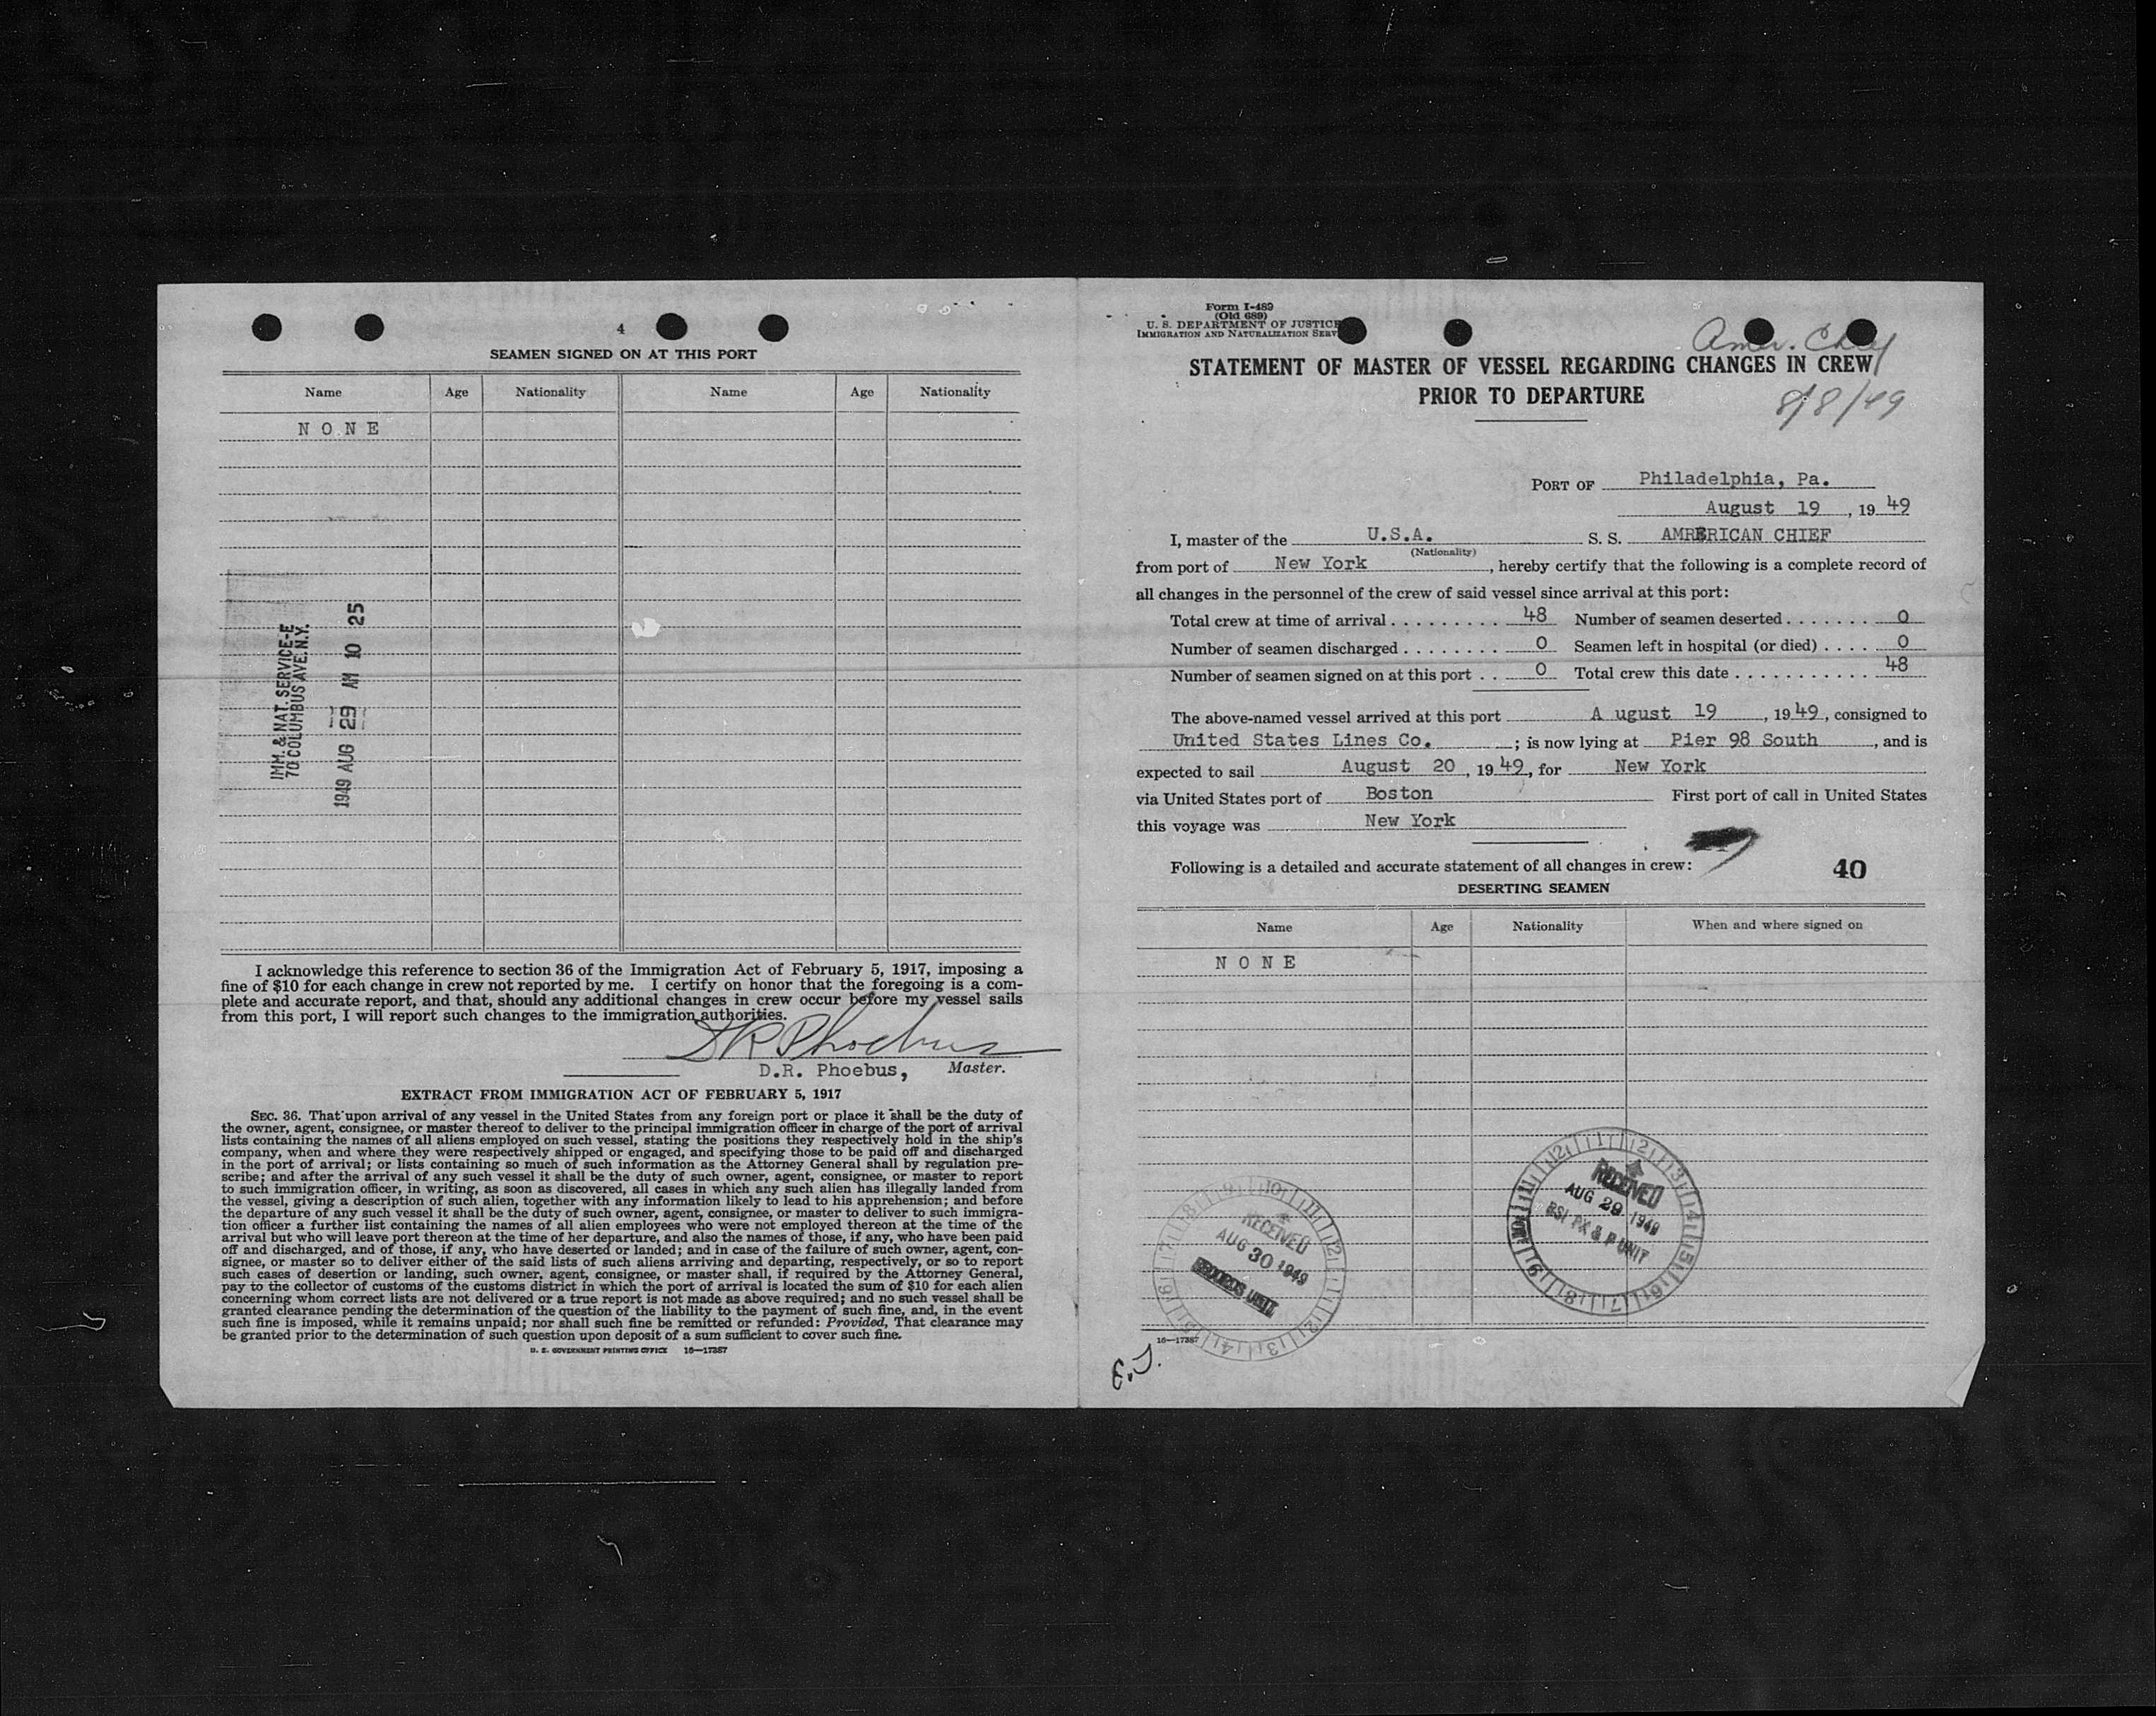 4
SEAMEN SIGNED ON AT THIS PORT
Name Age Nationality Name Age Nationality
NONE
IMM. & NAT. SERVICE-E
70 COLUMBUS AVE. N.Y.
1949 AUG 29 AM 10 25
I acknowledge this reference to section 36 of the Immigration Act of February 5, 1917, imposing a
fine of $10 for each change in crew not reported by me. I certify on honor that the foregoing is a com-
plete and accurate report, and that, should any additional changes in crew occur before my vessel sails
from this port, I will report such changes to the immigration authorities.
DR Phoebus
D.R. Phoebus, Master.
EXTRACT FROM IMMIGRATION ACT OF FEBRUARY 5, 1917
SEC. 36. That upon arrival of any vessel in the United States from any foreign port or place it shall be the duty of
the owner, agent, consignee, or master thereof to deliver to the principal immigration officer in charge of the port of arrival
lists containing the names of all aliens employed on such vessel, stating the positions they respectively hold in the ship's
company, when and where they were respectively shipped or engaged, and specifying those to be paid off and discharged
in the port of arrival; or lists containing so much of such information as the Attorney General shall by regulation pre-
scribe; and after the arrival of any such vessel it shall be the duty of such owner, agent, consignee, or master to report
to such immigration officer, in writing, as soon as discovered, all cases in which any such alien has illegally landed from
the vessel, giving a description of such alien, together with any information likely to lead to his apprehension; and before
the departure of any such vessel it shall be the duty of such owner, agent, consignee, or master to deliver to such immigra-
tion officer a further list containing the names of all alien employees who were not employed thereon at the time of the
arrival but who will leave port thereon at the time of her departure, and also the names of those, if any, who have been paid
off and discharged, and of those, if any, who have deserted or landed; and in case of the failure of such owner, agent, con-
signee, or master so to deliver either of the said lists of such aliens arriving and departing, respectively, or so to report
such cases of desertion or landing, such owner, agent, consignee, or master shall, if required by the Attorney General,
pay to the collector of customs of the customs district in which the port of arrival is located the sum of $10 for each alien
concerning whom correct lists are not delivered or a true report is not made as above required; and no such vessel shall be
granted clearance pending the determination of the question of the liability to the payment of such fine, and, in the event
such fine is imposed, while it remains unpaid; nor shall such fine be remitted or refunded: Provided, That clearance may
be granted prior to the determination of such question upon deposit of a sum sufficient to cover such fine.
U. S. GOVERNMENT PRINTING OFFICE 16—17387
Form I-489
(Old 689)
U. S. DEPARTMENT OF JUSTICE
IMMIGRATION AND NATURALIZATION SERV
Amer. Chief
STATEMENT OF MASTER OF VESSEL REGARDING CHANGES IN CREW
PRIOR TO DEPARTURE
8/8/49
PORT OF Philadelphia, Pa.
August 19, 1949
I, master of the U.S.A. S. S. AMRERICAN CHIEF
(Nationality)
from port of New York, hereby certify that the following is a complete record of
all changes in the personnel of the crew of said vessel since arrival at this port:
Total crew at time of arrival . . . . . . . . . 48 Number of seamen deserted . . . . . . . 0
Number of seamen discharged . . . . . . . . 0 Seamen left in hospital (or died) . . . . 0
Number of seamen signed on at this port . . 0 Total crew this date . . . . . . . . . . . 48
The above-named vessel arrived at this port A ugust 19, 1949, consigned to
United States Lines Co. ; is now lying at Pier 98 South, and is
expected to sail August 20, 1949, for New York
via United States port of Boston First port of call in United States
this voyage was New York
Following is a detailed and accurate statement of all changes in crew: 40
DESERTING SEAMEN
Name Age Nationality When and where signed on
NONE
RECEIVED
AUG 29 1949
BSI PX & P UNIT
RECEIVED
AUG 30 1949
RECORDS UNIT
16—17387
E.J.